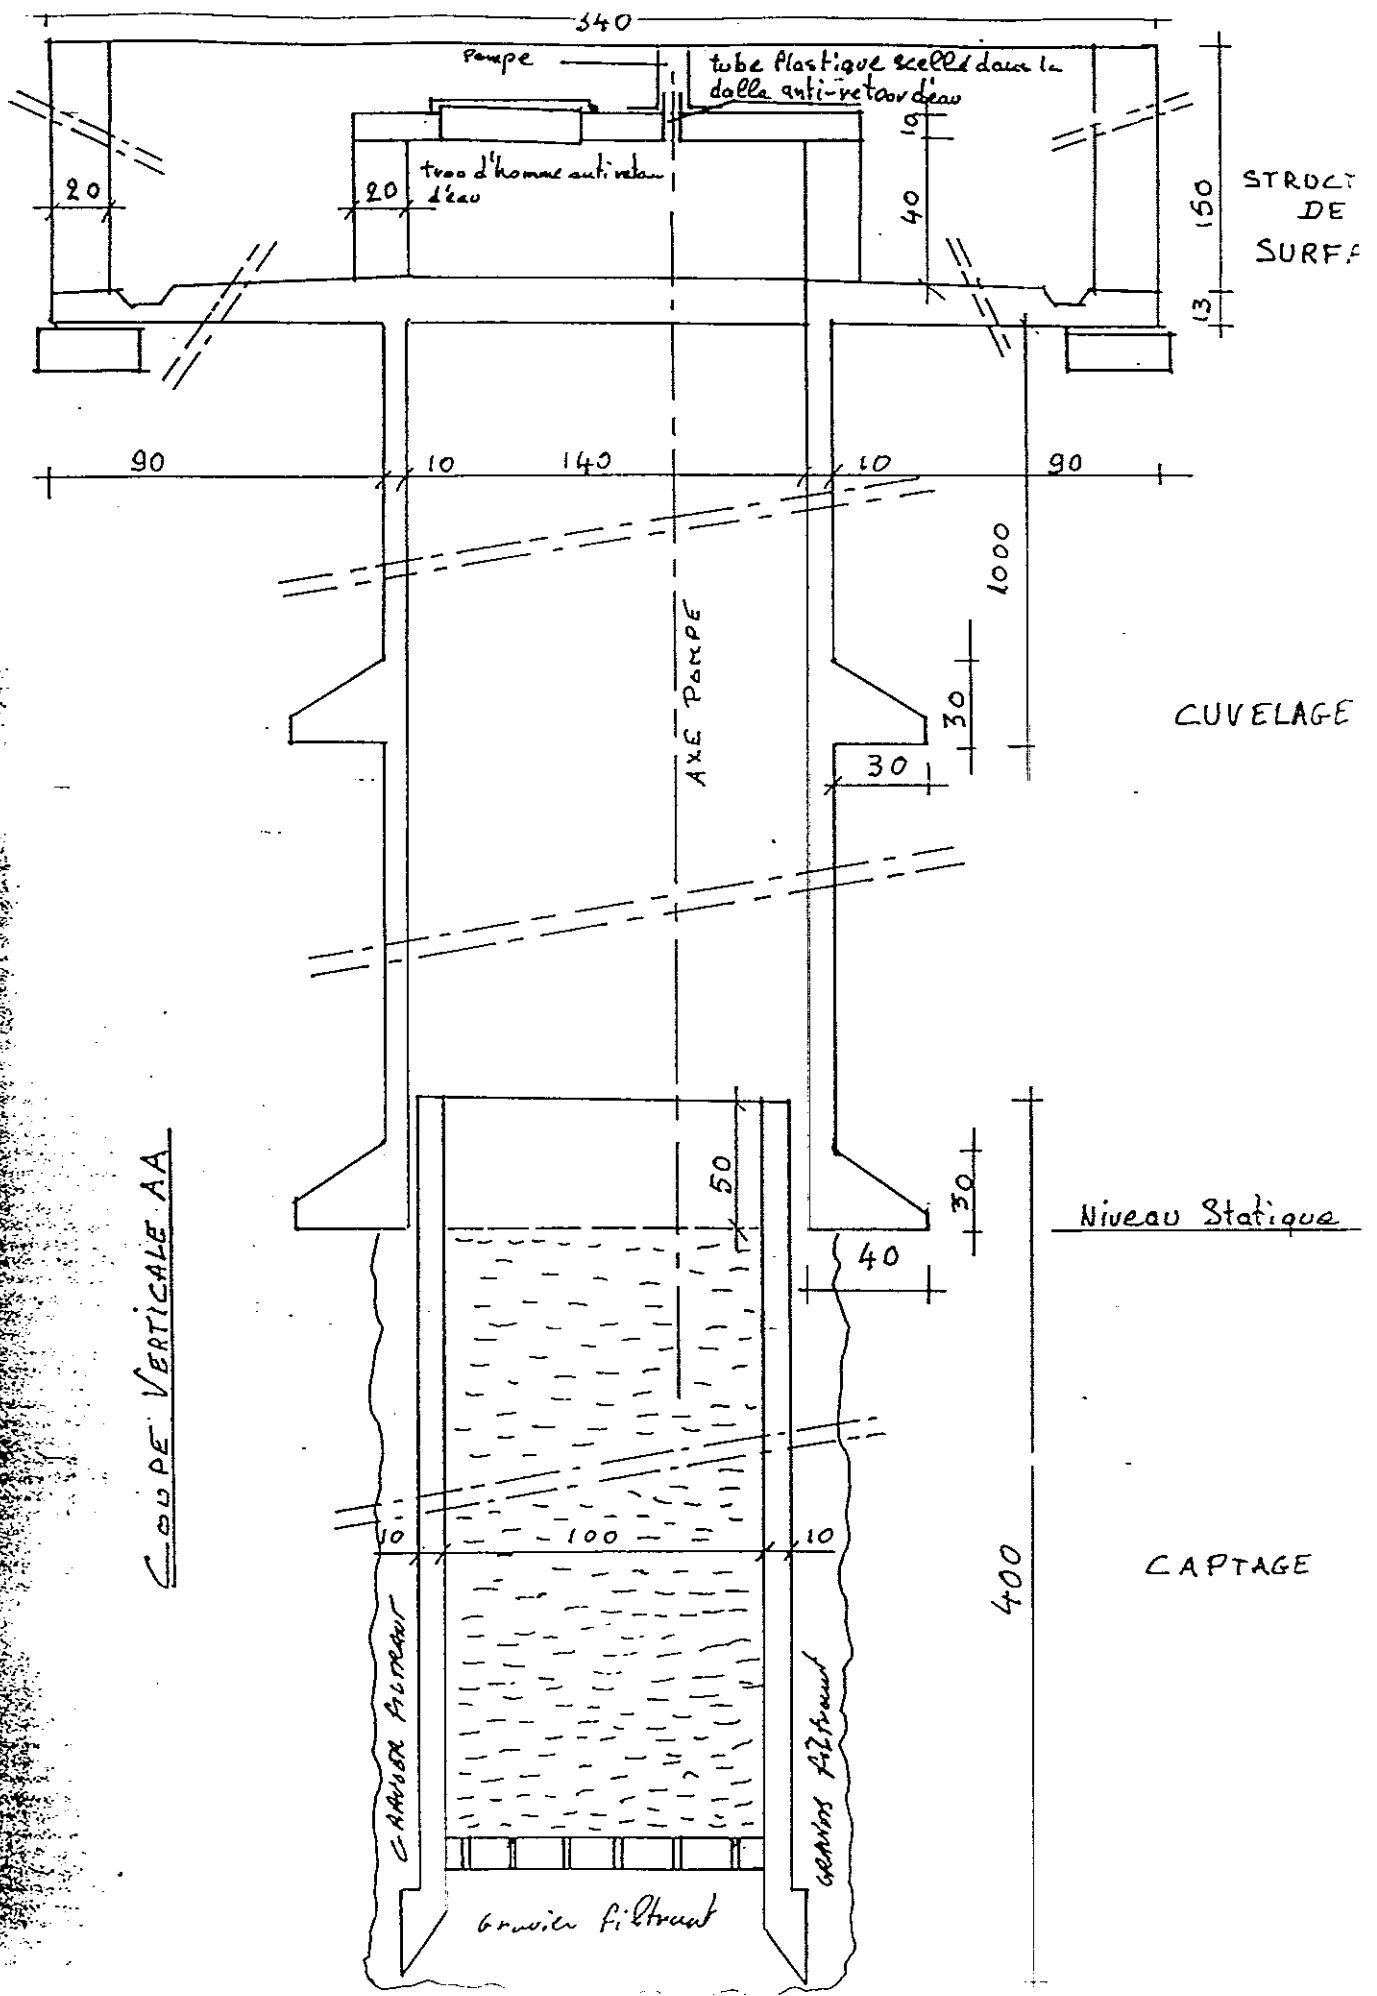 340
Pompe
tube Plastique scellé dans la
dalle anti-retour d'eau
10
trou d'homme anti retour
d'eau
20
20
40
150
STRUCT
DE
SURFA
13
90
10
140
10
90
1000
AXE POMPE
30
30
CUVELAGE
50
30
Niveau Statique
40
COUPE VERTICALE AA
10
100
10
400
CAPTAGE
GRAVIER FILTRANT
GRAVIER filtrant
Gravier filtrant